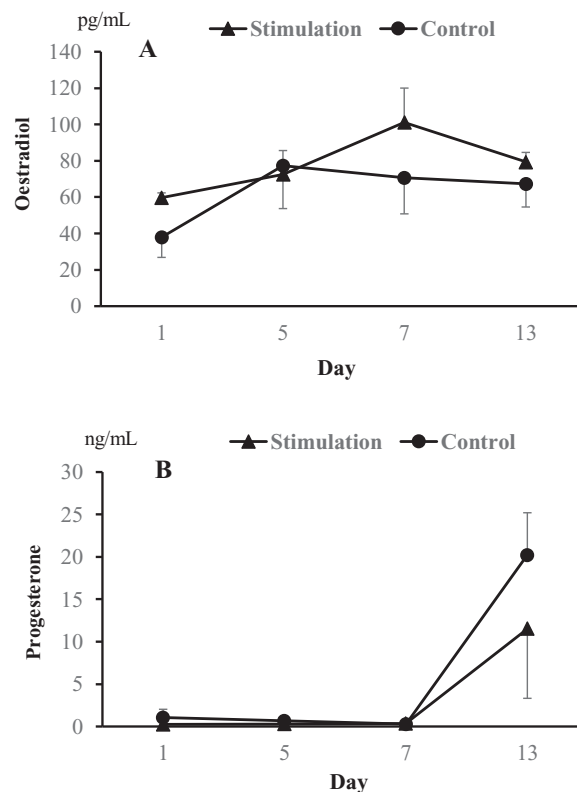 pg/mL
A
Stimulation Control
140
120
100
80
60
40
20
0
Oestradiol
1 5 7 13
Day
ng/mL
B
Stimulation Control
30
25
20
15
10
5
0
Progesterone
1 5 7 13
Day